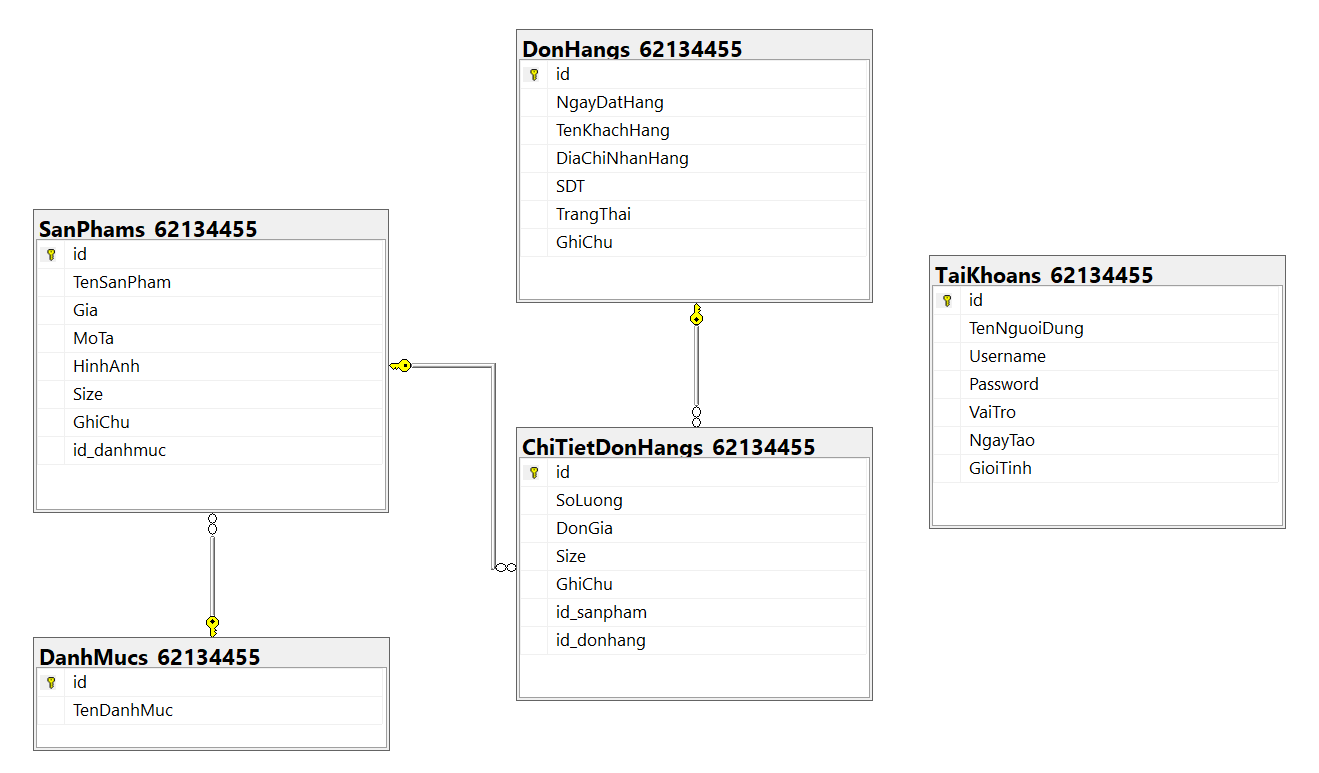 DonHangs_62134455
id
NgayDatHang
TenKhachHang
DiaChiNhanHang
SDT
TrangThai
GhiChu
SanPhams_62134455
id
TenSanPham
Gia
MoTa
HinhAnh
Size
GhiChu
id_danhmuc
TaiKhoans_62134455
id
TenNguoiDung
Username
Password
VaiTro
NgayTao
GioiTinh
ChiTietDonHangs_62134455
id
SoLuong
DonGia
Size
GhiChu
id_sanpham
id_donhang
DanhMucs_62134455
id
TenDanhMuc